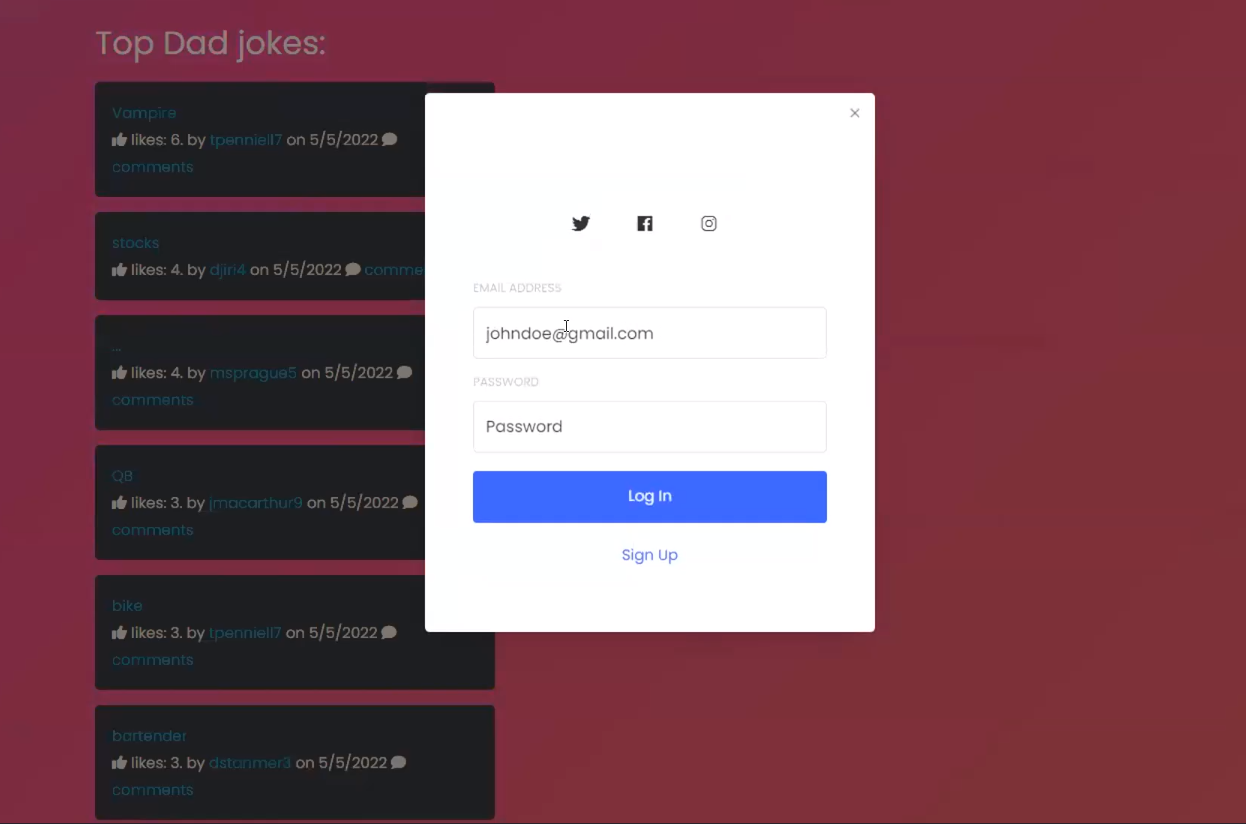 Top Dad jokes:
Vampire
likes: 6. by tpenniell7 on 5/5/2022
comments
stocks
likes: 4. by djiri4 on 5/5/2022 comme
...
likes: 4. by msprague5 on 5/5/2022
comments
QB
likes: 3. by jmacarthur9 on 5/5/2022
comments
bike
likes: 3. by tpenniell7 on 5/5/2022
comments
bartender
likes: 3. by dstanmer3 on 5/5/2022
comments
×
EMAIL ADDRESS
johndoe@gmail.com
PASSWORD
Password
Log In
Sign Up